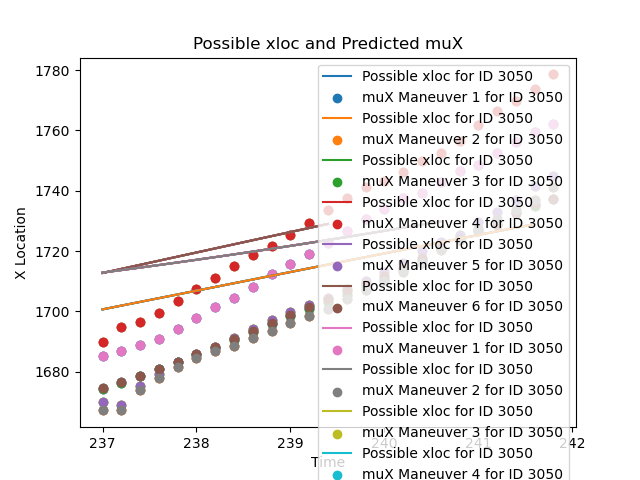 Possible xloc and Predicted muX
1780
1760
1740
1720
1700
1680
X Location
237
238
239
240
241
242
Time
Possible xloc for ID 3050
muX Maneuver 1 for ID 3050
Possible xloc for ID 3050
muX Maneuver 2 for ID 3050
Possible xloc for ID 3050
muX Maneuver 3 for ID 3050
Possible xloc for ID 3050
muX Maneuver 4 for ID 3050
Possible xloc for ID 3050
muX Maneuver 5 for ID 3050
Possible xloc for ID 3050
muX Maneuver 6 for ID 3050
Possible xloc for ID 3050
muX Maneuver 1 for ID 3050
Possible xloc for ID 3050
muX Maneuver 2 for ID 3050
Possible xloc for ID 3050
muX Maneuver 3 for ID 3050
Possible xloc for ID 3050
muX Maneuver 4 for ID 3050